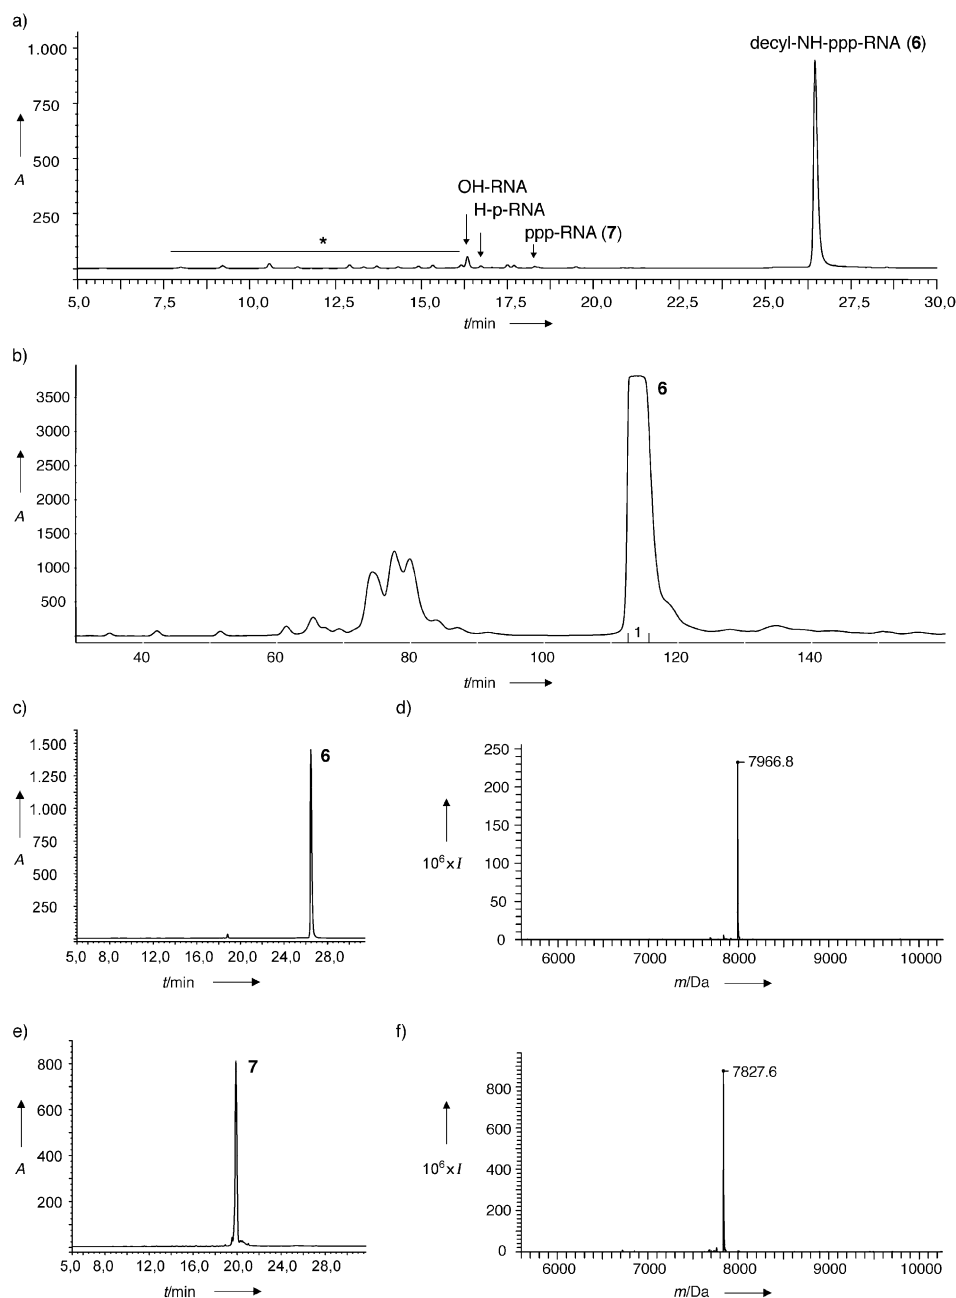 a)
decyl-NH-ppp-RNA (6)
1.000
750
500
250
A
OH-RNA
H-p-RNA
ppp-RNA (7)
*
5,0 7,5 10,0 12,5 15,0 17,5 20,0 22,5 25,0 27,5 30,0
t/min
b)
6
3500
3000
2500
2000
1500
1000
500
A
1
40 60 80 100 120 140
t/min
c)
6
1.500
1.250
1.000
750
500
250
A
5,0 8,0 12,0 16,0 20,0 24,0 28,0
t/min
d)
7966.8
250
200
150
100
50
0
10⁶×I
6000 7000 8000 9000 10000
m/Da
e)
7
800
600
400
200
A
5,0 8,0 12,0 16,0 20,0 24,0 28,0
t/min
f)
7827.6
800
600
400
200
0
10⁶×I
6000 7000 8000 9000 10000
m/Da